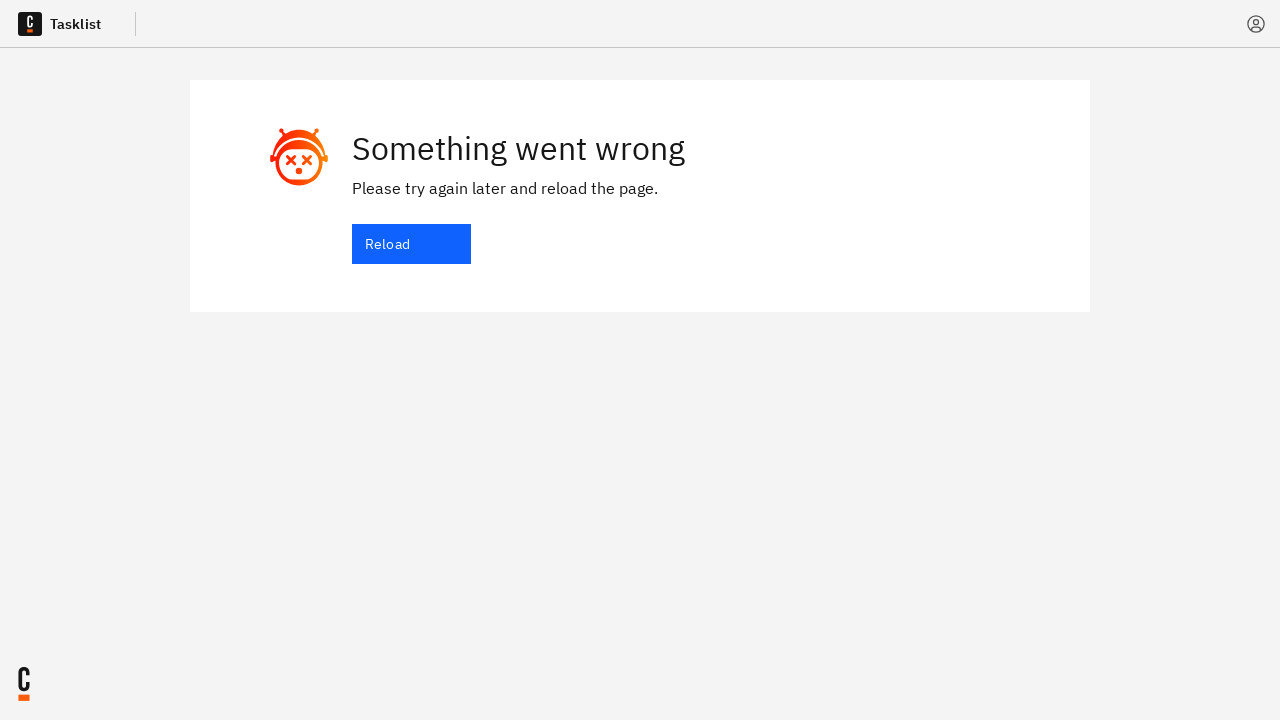 Tasklist
Something went wrong
Please try again later and reload the page.
Reload